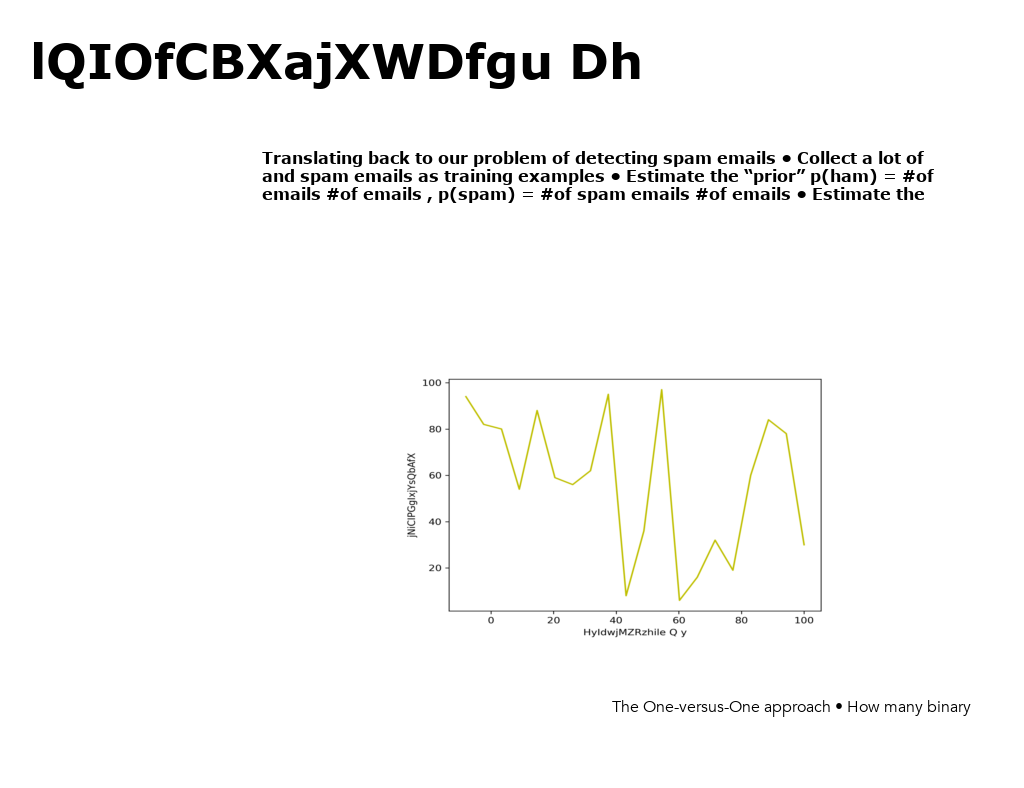 lQIOfCBXajXWDfgu Dh
Translating back to our problem of detecting spam emails • Collect a lot of
and spam emails as training examples • Estimate the “prior” p(ham) = #of
emails #of emails , p(spam) = #of spam emails #of emails • Estimate the
100
80
60
40
20
jNiCIPGgIxjYsQbAfX
0 20 40 60 80 100
HyldwjMZRzhile Q y
The One-versus-One approach • How many binary